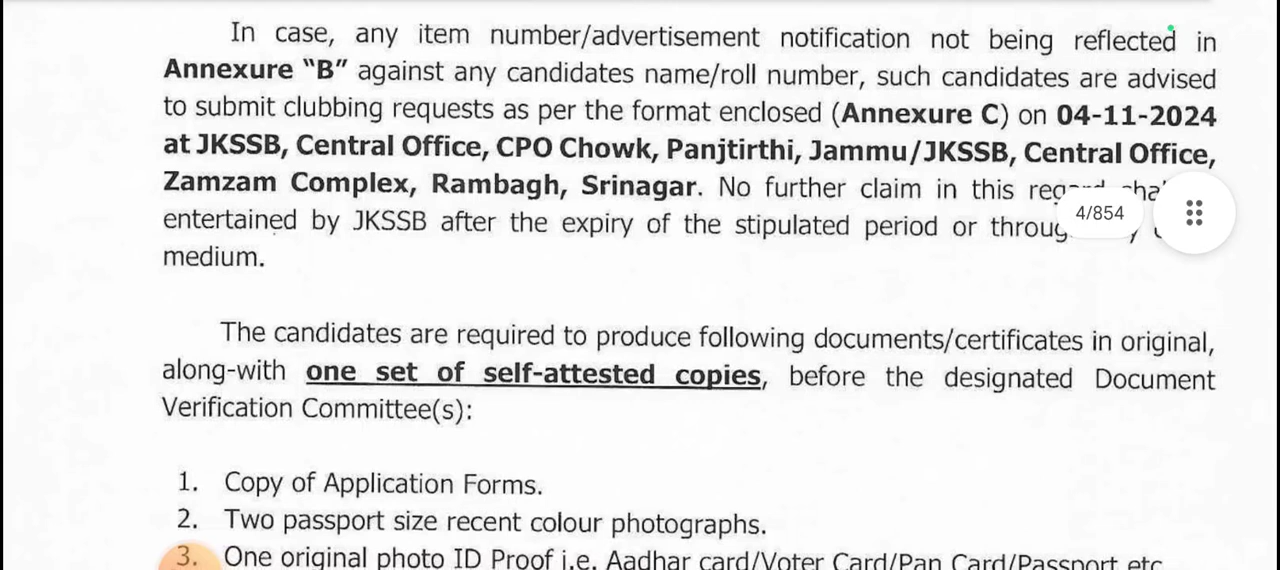 In case, any item number/advertisement notification not being reflected in
Annexure “B” against any candidates name/roll number, such candidates are advised
to submit clubbing requests as per the format enclosed (Annexure C) on 04-11-2024
at JKSSB, Central Office, CPO Chowk, Panjtirthi, Jammu/JKSSB, Central Office,
Zamzam Complex, Rambagh, Srinagar. No further claim in this
4/854
entertained by JKSSB after the expiry of the stipulated period or
medium.
The candidates are required to produce following documents/certificates in original,
along-with one set of self-attested copies, before the designated Document
Verification Committee(s):
1. Copy of Application Forms.
2. Two passport size recent colour photographs.
3. One original photo ID Proof i.e. Aadhar card/Voter Card/Pan Card/Passport etc